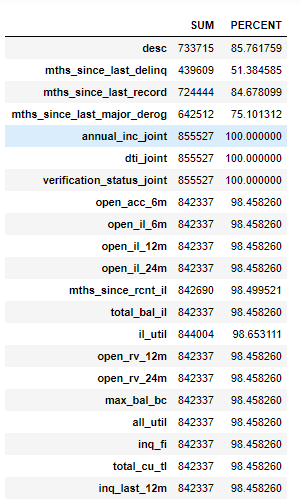 SUM PERCENT
desc 733715 85.761759
mths_since_last_delinq 439609 51.384585
mths_since_last_record 724444 84.678099
mths_since_last_major_derog 642512 75.101312
annual_inc_joint 855527 100.000000
dti_joint 855527 100.000000
verification_status_joint 855527 100.000000
open_acc_6m 842337 98.458260
open_il_6m 842337 98.458260
open_il_12m 842337 98.458260
open_il_24m 842337 98.458260
mths_since_rcnt_il 842690 98.499521
total_bal_il 842337 98.458260
il_util 844004 98.653111
open_rv_12m 842337 98.458260
open_rv_24m 842337 98.458260
max_bal_bc 842337 98.458260
all_util 842337 98.458260
inq_fi 842337 98.458260
total_cu_tl 842337 98.458260
inq_last_12m 842337 98.458260